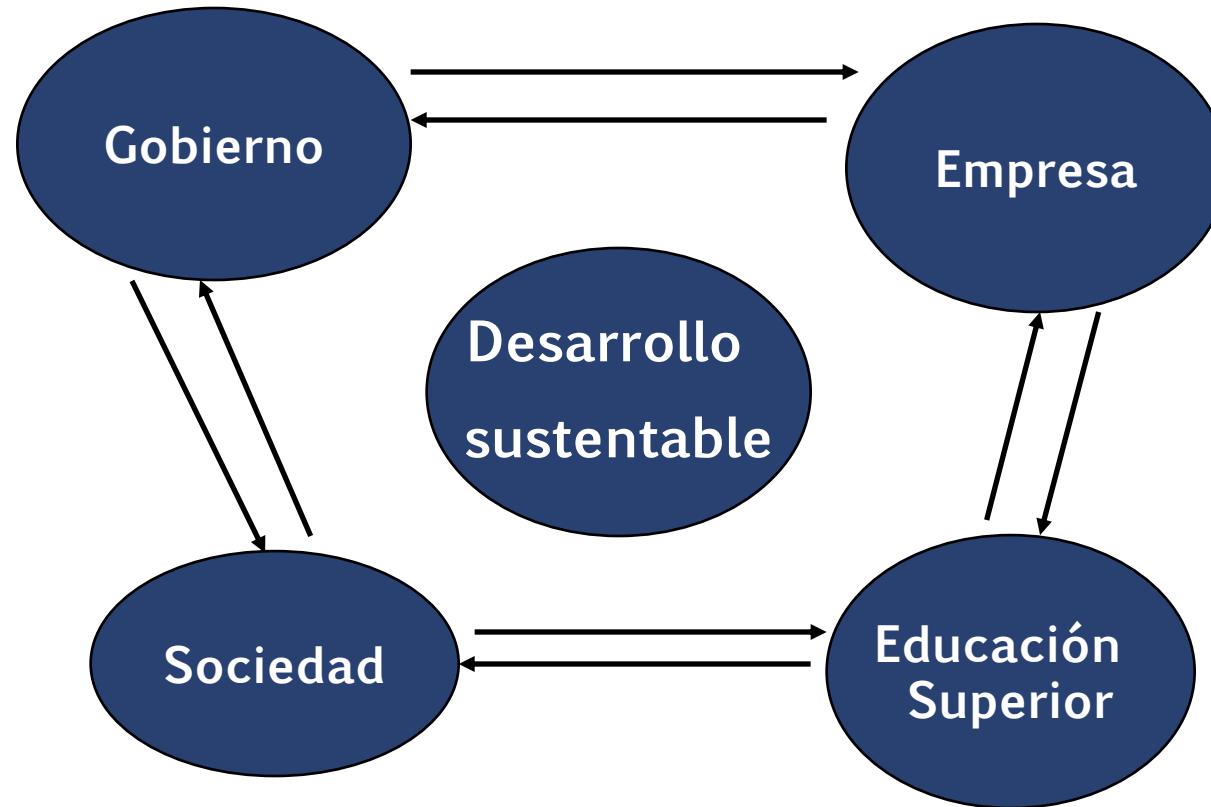 Gobierno
Empresa
Desarrollo
sustentable
Sociedad
Educación
Superior